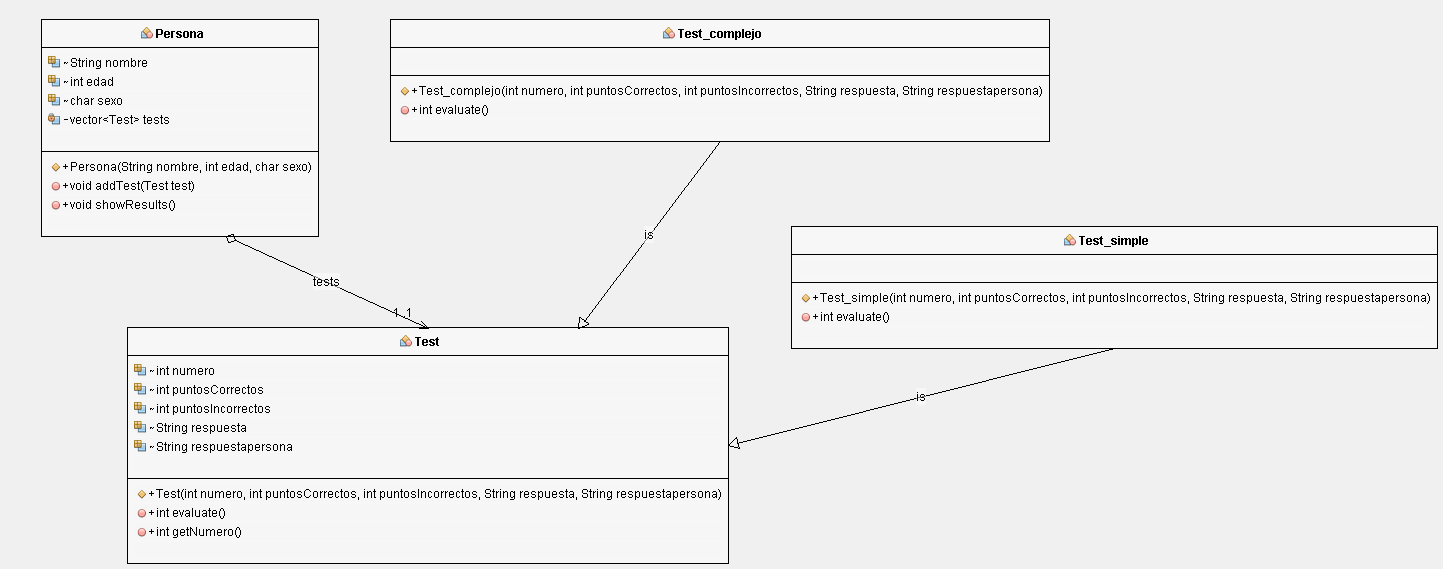 Persona
~String nombre
~int edad
~char sexo
-vector<Test> tests
+Persona(String nombre, int edad, char sexo)
+void addTest(Test test)
+void showResults()
Test_complejo
+Test_complejo(int numero, int puntosCorrectos, int puntosIncorrectos, String respuesta, String respuestapersona)
+int evaluate()
is
Test_simple
+Test_simple(int numero, int puntosCorrectos, int puntosIncorrectos, String respuesta, String respuestapersona)
+int evaluate()
is
tests
1..1
Test
~int numero
~int puntosCorrectos
~int puntosIncorrectos
~String respuesta
~String respuestapersona
+Test(int numero, int puntosCorrectos, int puntosIncorrectos, String respuesta, String respuestapersona)
+int evaluate()
+int getNumero()